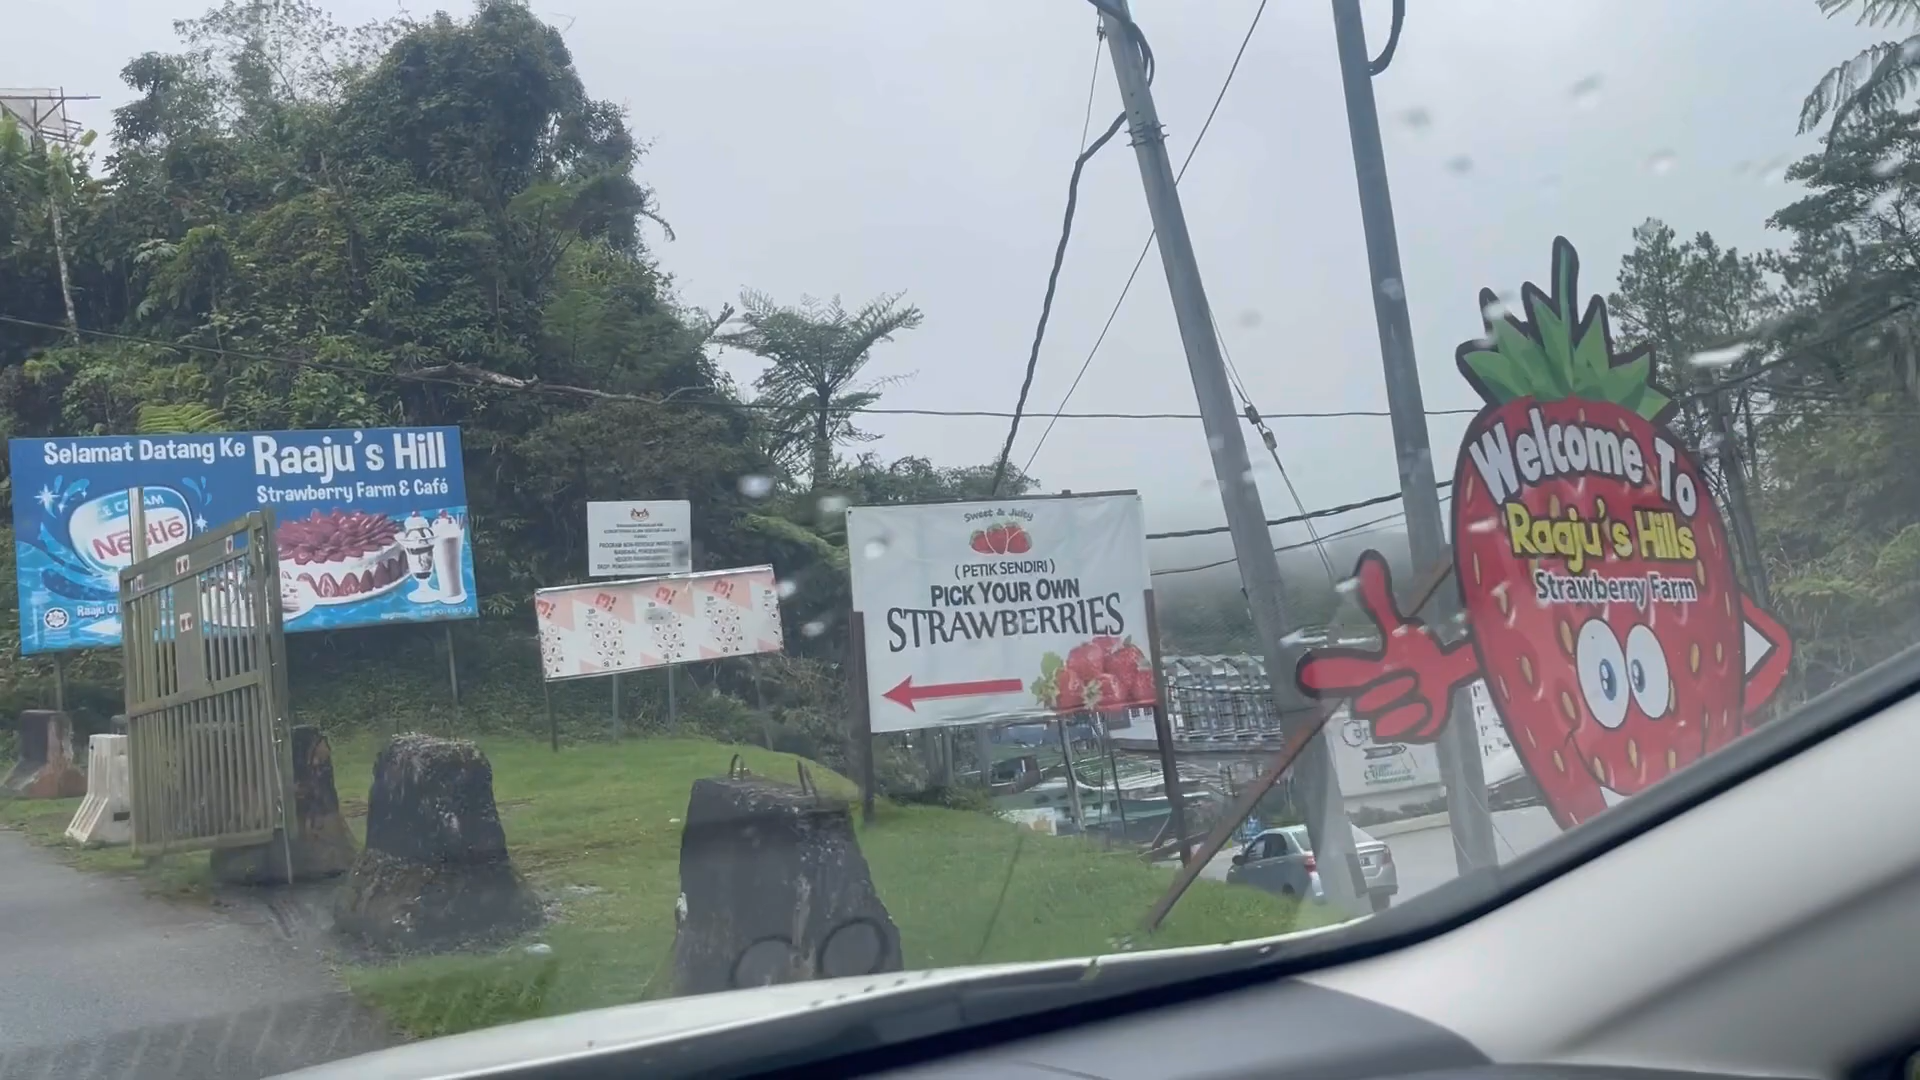 Selamat Datang Ke Raaju's Hill
Strawberry Farm & Café
ICE CREAM
Nestlé
Sweet & Juicy
( PETIK SENDIRI )
PICK YOUR OWN
STRAWBERRIES
Welcome To
Raaju's Hills
Strawberry Farm